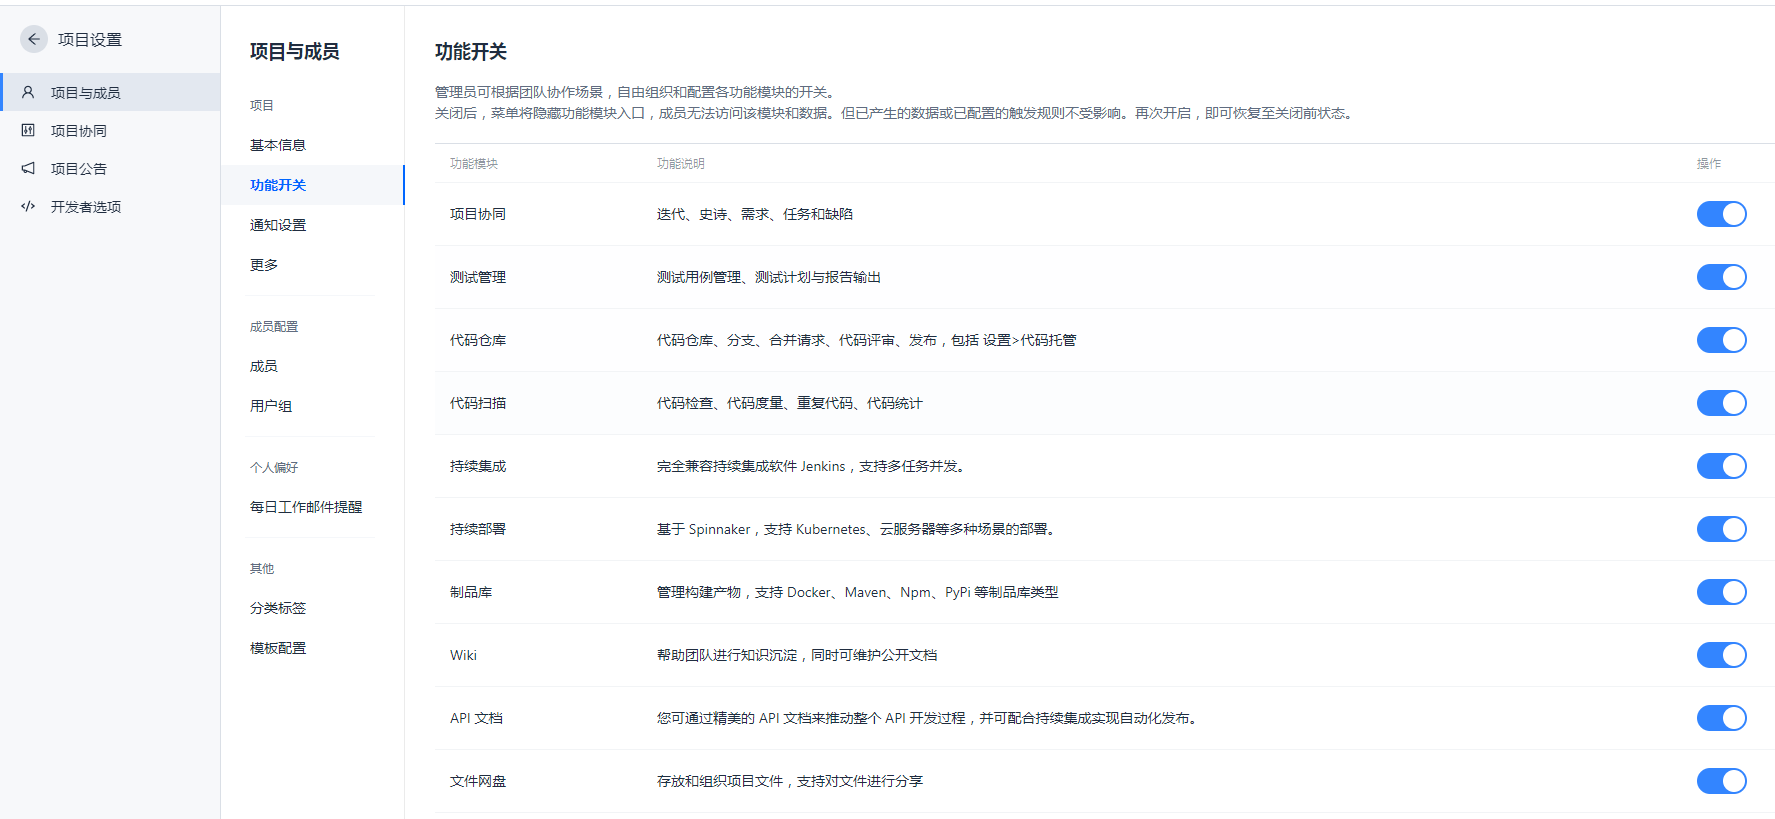 项目设置
项目与成员
项目协同
项目公告
开发者选项
项目与成员
项目
基本信息
功能开关
通知设置
更多
成员配置
成员
用户组
个人偏好
每日工作邮件提醒
其他
分类标签
模板配置
功能开关
管理员可根据团队协作场景，自由组织和配置各功能模块的开关。
关闭后，菜单将隐藏功能模块入口，成员无法访问该模块和数据。但已产生的数据或已配置的触发规则不受影响。再次开启，即可恢复至关闭前状态。
功能模块 功能说明 操作
项目协同 迭代、史诗、需求、任务和缺陷
测试管理 测试用例管理、测试计划与报告输出
代码仓库 代码仓库、分支、合并请求、代码评审、发布，包括 设置>代码托管
代码扫描 代码检查、代码度量、重复代码、代码统计
持续集成 完全兼容持续集成软件 Jenkins，支持多任务并发。
持续部署 基于 Spinnaker，支持 Kubernetes、云服务器等多种场景的部署。
制品库 管理构建产物，支持 Docker、Maven、Npm、PyPi 等制品库类型
Wiki 帮助团队进行知识沉淀，同时可维护公开文档
API 文档 您可通过精美的 API 文档来推动整个 API 开发过程，并可配合持续集成实现自动化发布。
文件网盘 存放和组织项目文件，支持对文件进行分享